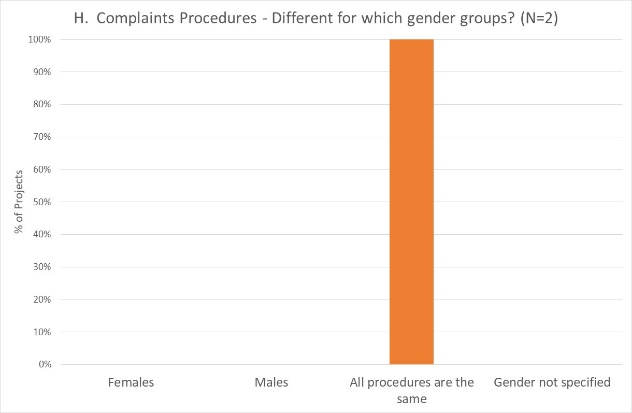 H. Complaints Procedures - Different for which gender groups? (N=2)
100%
90%
80%
70%
60%
50%
40%
30%
20%
10%
0%
% of Projects
Females
Males
All procedures are the
same
Gender not specified